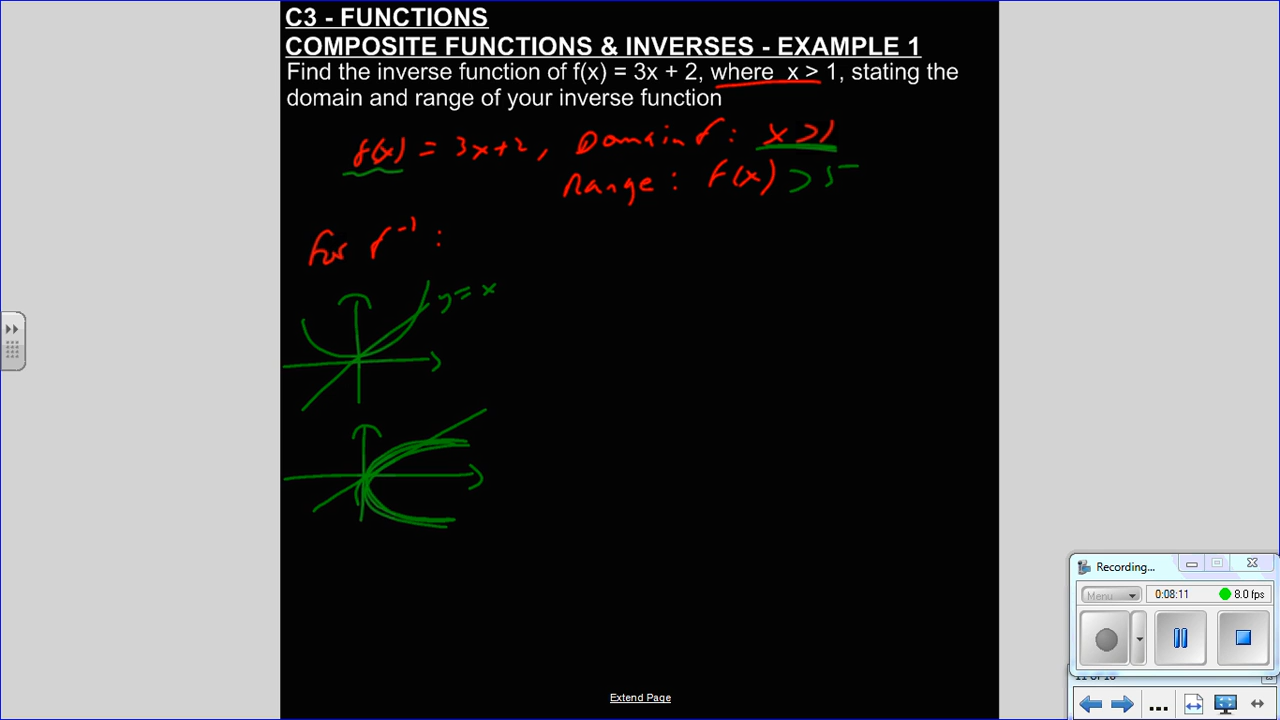 C3 - FUNCTIONS
COMPOSITE FUNCTIONS & INVERSES - EXAMPLE 1
Find the inverse function of f(x) = 3x + 2, where x > 1, stating the
domain and range of your inverse function
f(x) = 3x+2, Domain f : x>1
Range : f(x) > 5
For f⁻¹ :
y = x
Recording...
Menu
0:08:11
8.0 fps
Extend Page